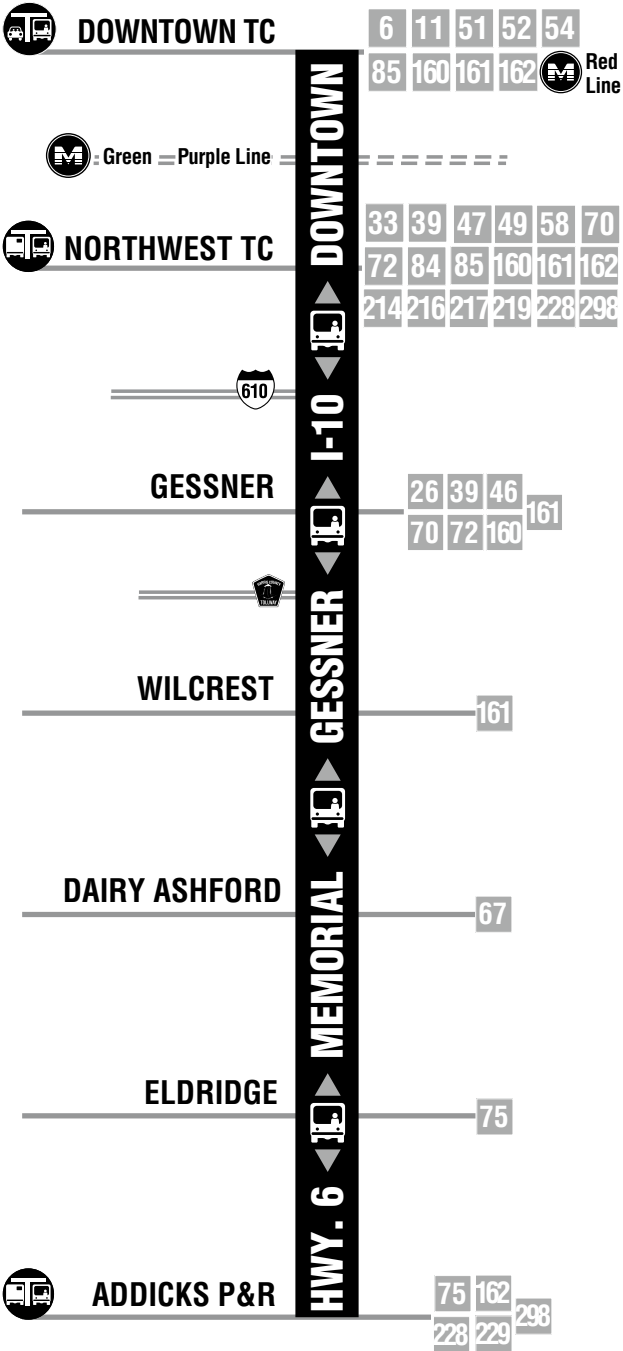 DOWNTOWN TC
6 11 51 52 54
85 160 161 162 Red Line
DOWNTOWN
Green Purple Line
NORTHWEST TC
33 39 47 49 58 70
72 84 85 160 161 162
214 216 217 219 228 298
610
I-10
GESSNER
26 39 46
70 72 160
161
GESSNER
WILCREST
161
DAIRY ASHFORD
67
MEMORIAL
ELDRIDGE
75
HWY. 6
ADDICKS P&R
75 162
228 229
298